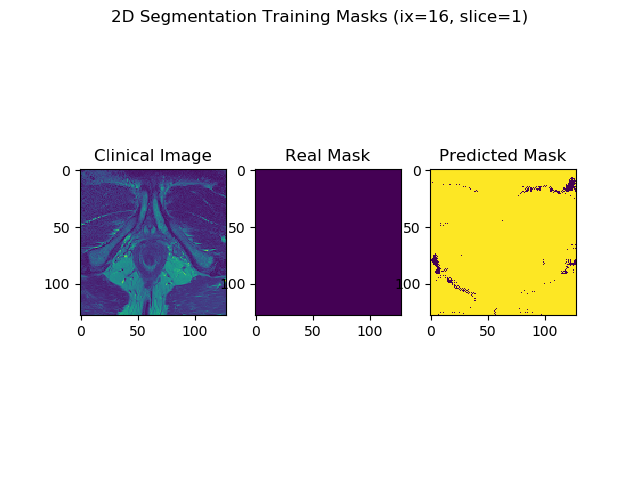 2D Segmentation Training Masks (ix=16, slice=1)
Clinical Image Real Mask Predicted Mask
0 0 0
50 50 50
100 100 100
0 50 100 0 50 100 0 50 100